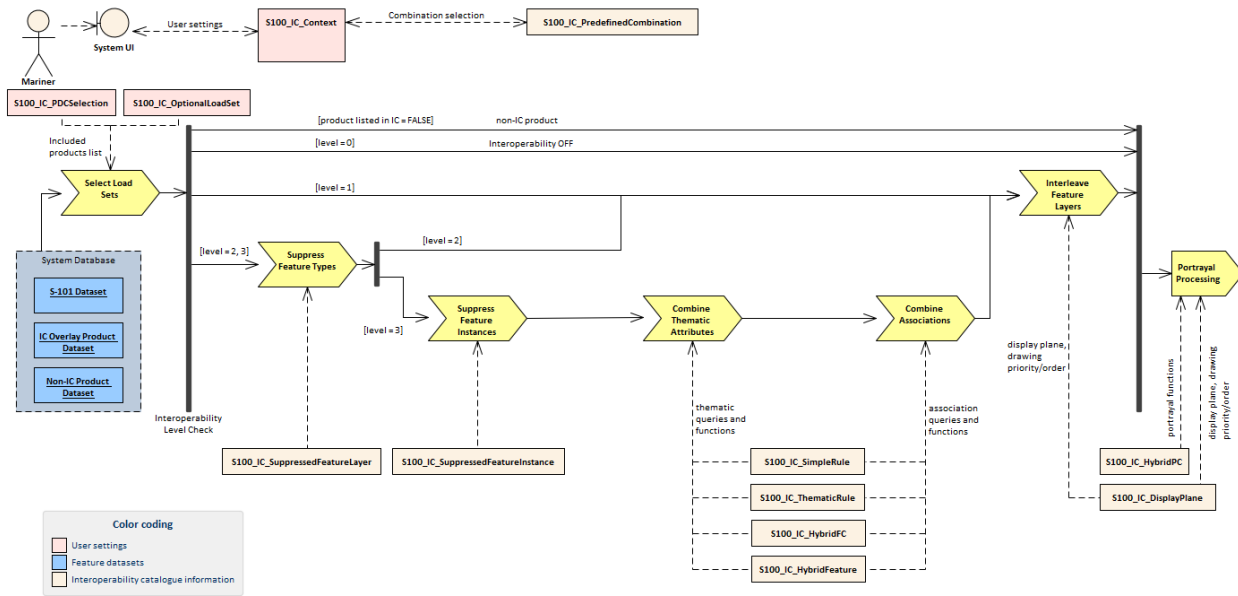 Mariner
System UI
User settings
S100_IC_Context
Combination selection
S100_IC_PredefinedCombination
S100_IC_PDCSelection
S100_IC_OptionalLoadSet
Included
products list
Select Load
Sets
[product listed in IC = FALSE]
non-IC product
[level = 0]
Interoperability OFF
[level = 1]
Interleave
Feature
Layers
[level = 2, 3]
Suppress
Feature Types
[level = 2]
System Database
S-101 Dataset
IC Overlay Product
Dataset
Non-IC Product
Dataset
[level = 3]
Suppress
Feature
Instances
Combine
Thematic
Attributes
Combine
Associations
Portrayal
Processing
display plane,
drawing
priority/order
portrayal functions
display plane, drawing
priority/order
Interoperability
Level Check
thematic
queries and
functions
association
queries and
functions
S100_IC_SuppressedFeatureLayer
S100_IC_SuppressedFeatureInstance
S100_IC_SimpleRule
S100_IC_ThematicRule
S100_IC_HybridFC
S100_IC_HybridFeature
S100_IC_HybridPC
S100_IC_DisplayPlane
Color coding
User settings
Feature datasets
Interoperability catalogue information